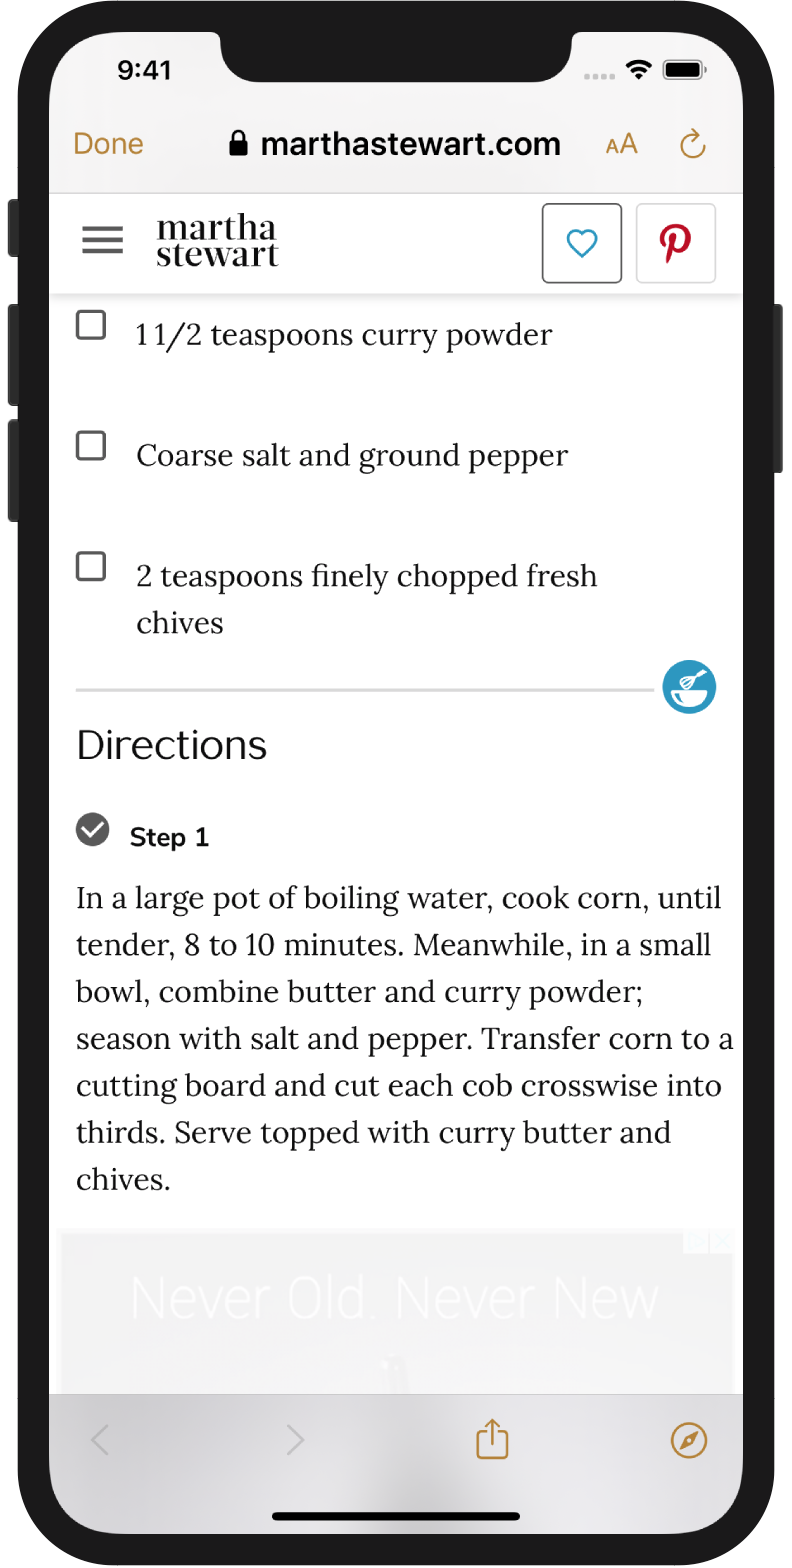 9:41
Done
marthastewart.com
AA
martha
stewart
1 1/2 teaspoons curry powder
Coarse salt and ground pepper
2 teaspoons finely chopped fresh
chives
Directions
Step 1
In a large pot of boiling water, cook corn, until
tender, 8 to 10 minutes. Meanwhile, in a small
bowl, combine butter and curry powder;
season with salt and pepper. Transfer corn to a
cutting board and cut each cob crosswise into
thirds. Serve topped with curry butter and
chives.
Never Old. Never New